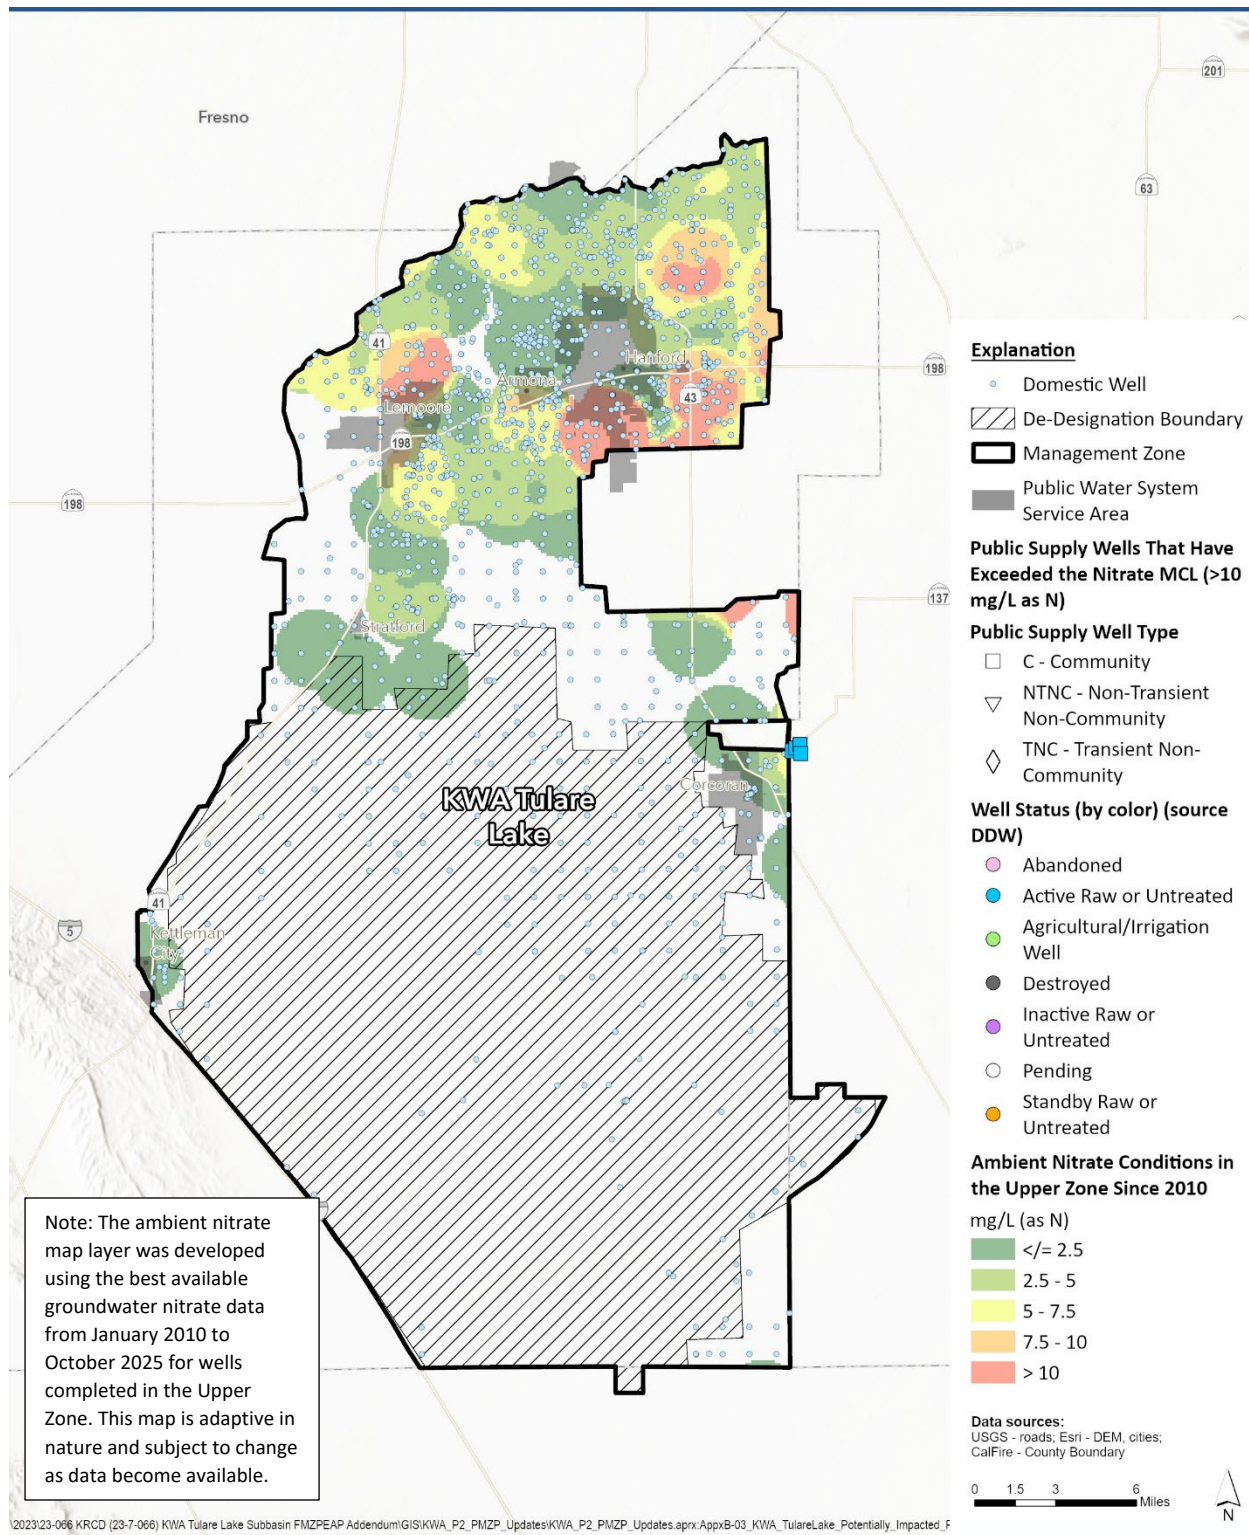 201
Fresno
63
41
198
Hanford
Armona
43
Lemoore
198
198
137
Stratford
KWA Tulare
Lake
Corcoran
41
5
Kettleman
City
Explanation
Domestic Well
De-Designation Boundary
Management Zone
Public Water System
Service Area
Public Supply Wells That Have
Exceeded the Nitrate MCL (>10
mg/L as N)
Public Supply Well Type
C - Community
NTNC - Non-Transient
Non-Community
TNC - Transient Non-
Community
Well Status (by color) (source
DDW)
Abandoned
Active Raw or Untreated
Agricultural/Irrigation
Well
Destroyed
Inactive Raw or
Untreated
Pending
Standby Raw or
Untreated
Ambient Nitrate Conditions in
the Upper Zone Since 2010
mg/L (as N)
</= 2.5
2.5 - 5
5 - 7.5
7.5 - 10
> 10
Data sources:
USGS - roads; Esri - DEM, cities;
CalFire - County Boundary
0 1.5 3 6
Miles
N
Note: The ambient nitrate
map layer was developed
using the best available
groundwater nitrate data
from January 2010 to
October 2025 for wells
completed in the Upper
Zone. This map is adaptive in
nature and subject to change
as data become available.
2023\23-066 KRCD (23-7-066) KWA Tulare Lake Subbasin FMZPEAP Addendum\GIS\KWA_P2_PMZP_Updates\KWA_P2_PMZP_Updates.aprx:AppxB-03_KWA_TulareLake_Potentially_Impacted_